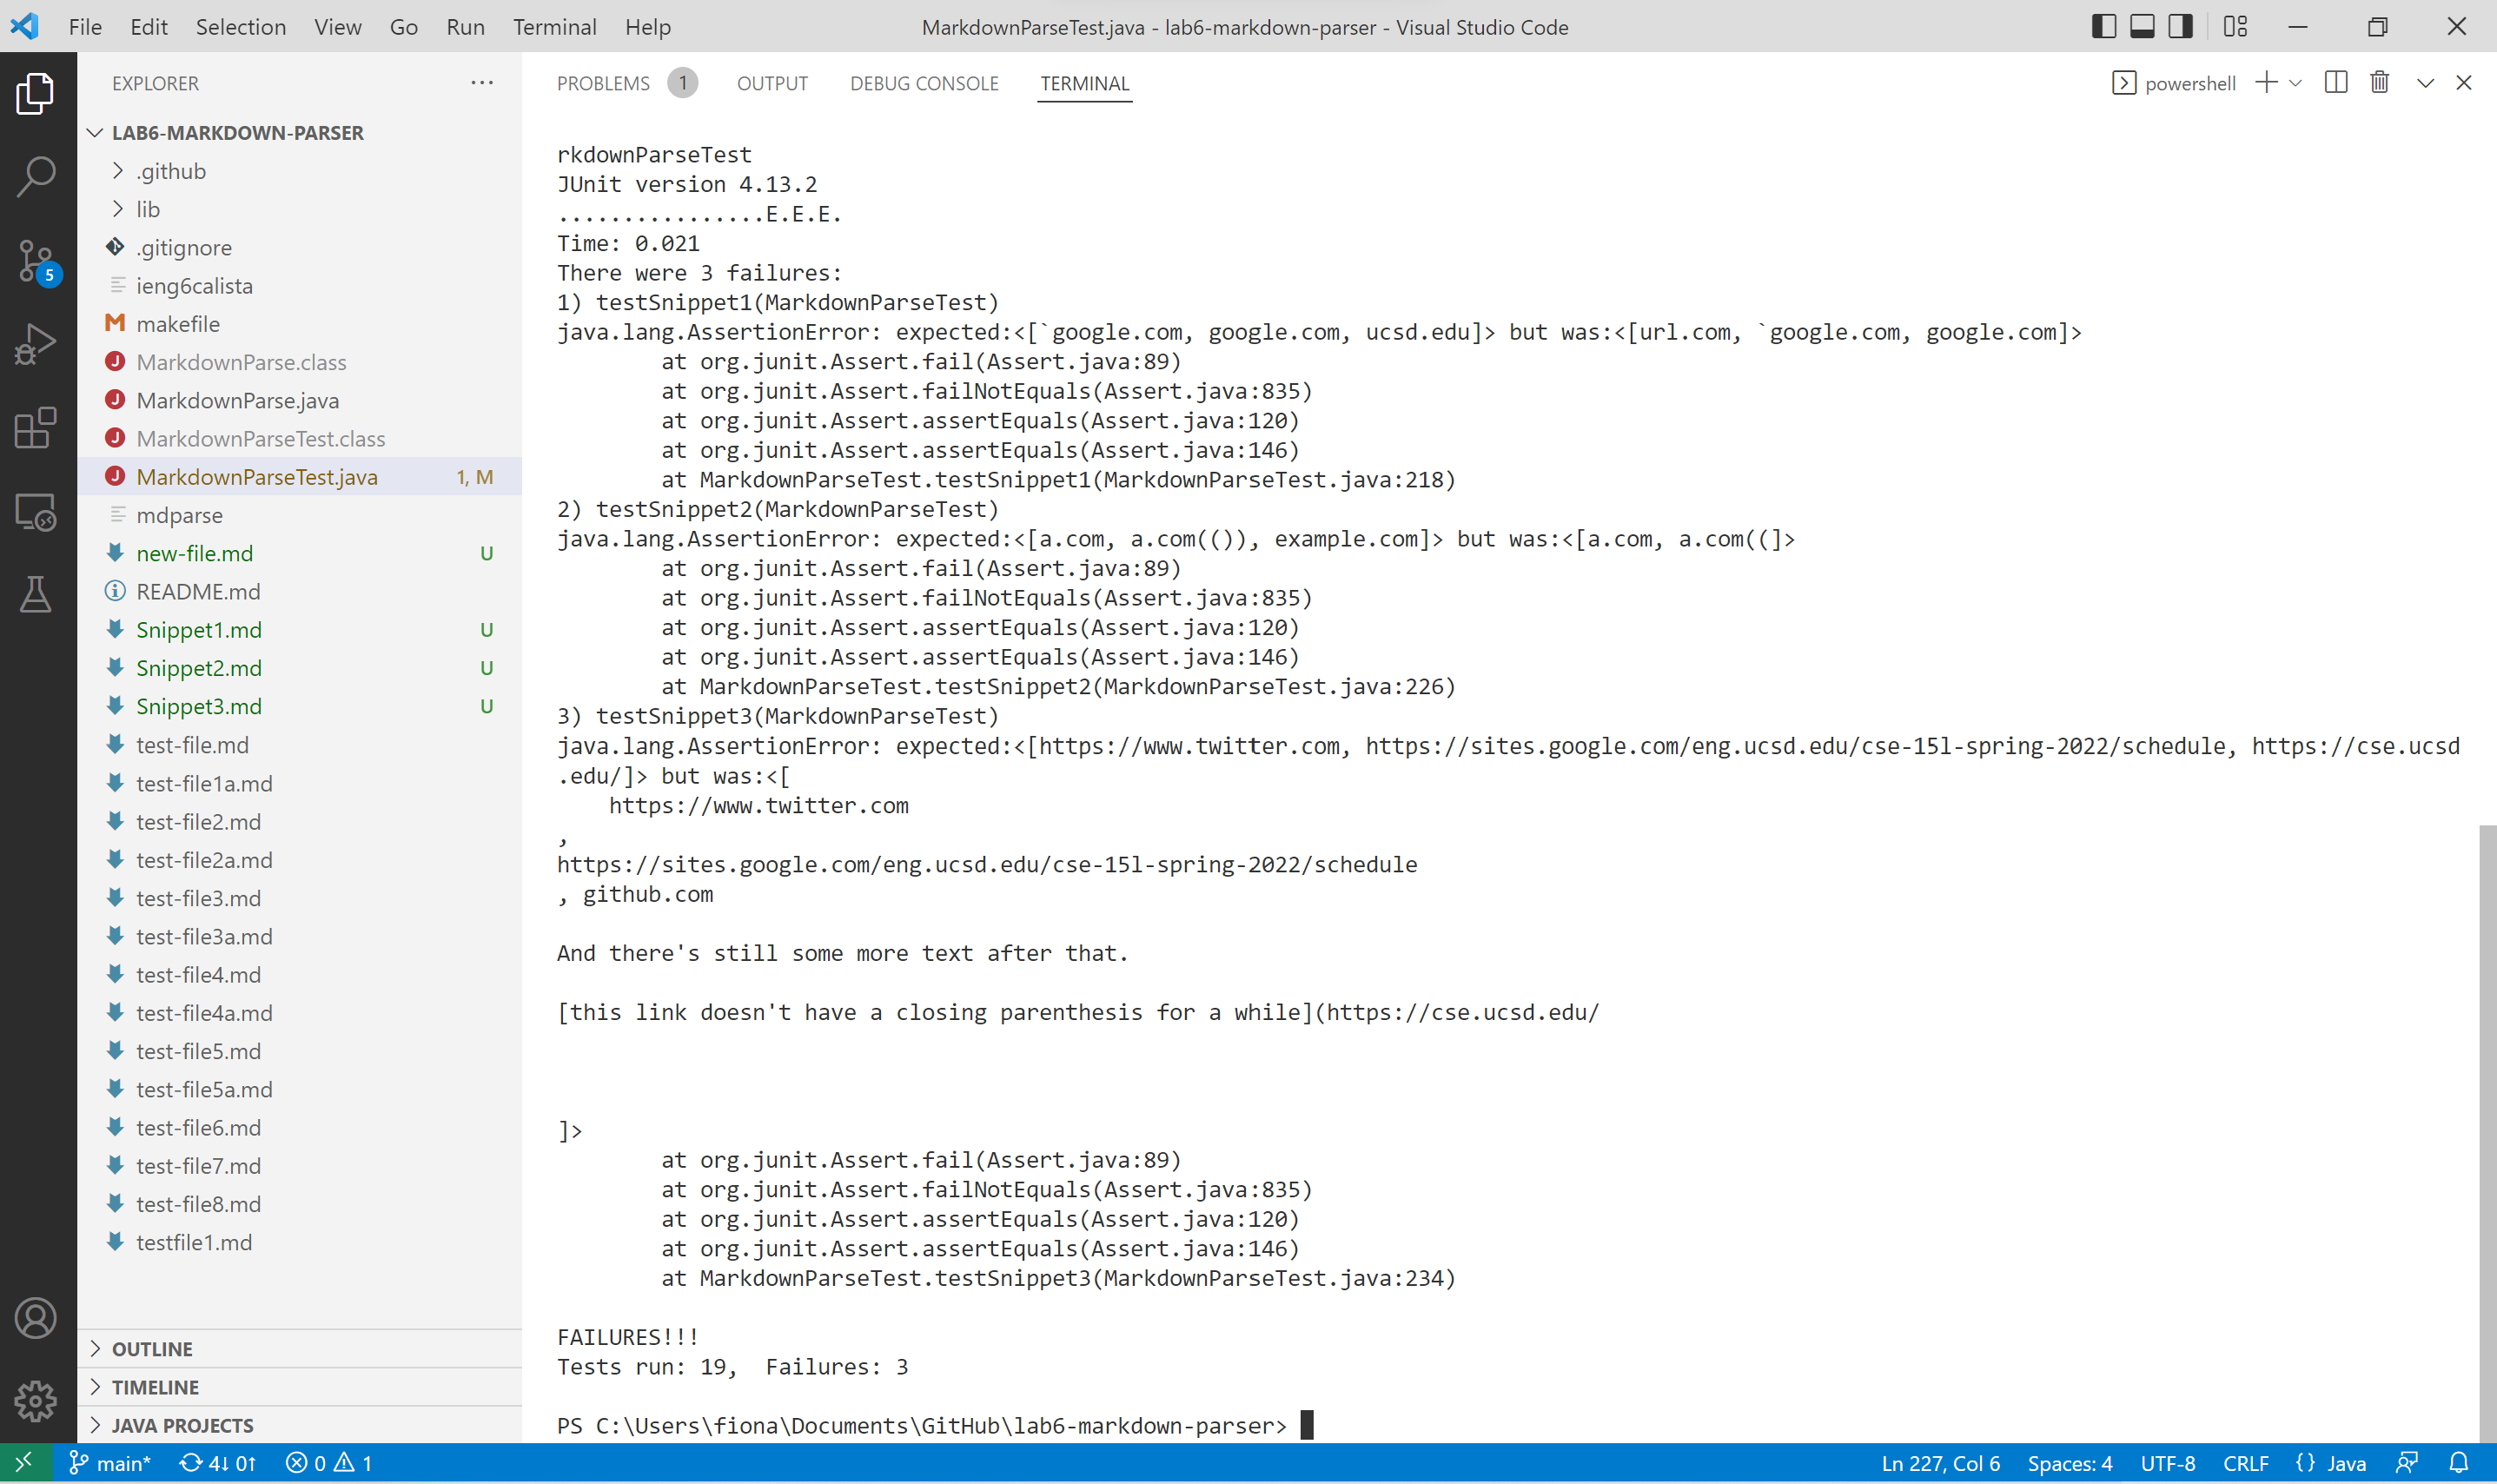 File Edit Selection View Go Run Terminal Help
MarkdownParseTest.java - lab6-markdown-parser - Visual Studio Code
EXPLORER
LAB6-MARKDOWN-PARSER
.github
lib
.gitignore
ieng6calista
makefile
MarkdownParse.class
MarkdownParse.java
MarkdownParseTest.class
MarkdownParseTest.java 1, M
mdparse
new-file.md U
README.md
Snippet1.md U
Snippet2.md U
Snippet3.md U
test-file.md
test-file1a.md
test-file2.md
test-file2a.md
test-file3.md
test-file3a.md
test-file4.md
test-file4a.md
test-file5.md
test-file5a.md
test-file6.md
test-file7.md
test-file8.md
testfile1.md
OUTLINE
TIMELINE
JAVA PROJECTS
5
PROBLEMS 1 OUTPUT DEBUG CONSOLE TERMINAL
powershell
rkdownParseTest
JUnit version 4.13.2
................E.E.E.
Time: 0.021
There were 3 failures:
1) testSnippet1(MarkdownParseTest)
java.lang.AssertionError: expected:<[`google.com, google.com, ucsd.edu]> but was:<[url.com, `google.com, google.com]>
at org.junit.Assert.fail(Assert.java:89)
at org.junit.Assert.failNotEquals(Assert.java:835)
at org.junit.Assert.assertEquals(Assert.java:120)
at org.junit.Assert.assertEquals(Assert.java:146)
at MarkdownParseTest.testSnippet1(MarkdownParseTest.java:218)
2) testSnippet2(MarkdownParseTest)
java.lang.AssertionError: expected:<[a.com, a.com(()), example.com]> but was:<[a.com, a.com((]>
at org.junit.Assert.fail(Assert.java:89)
at org.junit.Assert.failNotEquals(Assert.java:835)
at org.junit.Assert.assertEquals(Assert.java:120)
at org.junit.Assert.assertEquals(Assert.java:146)
at MarkdownParseTest.testSnippet2(MarkdownParseTest.java:226)
3) testSnippet3(MarkdownParseTest)
java.lang.AssertionError: expected:<[https://www.twitter.com, https://sites.google.com/eng.ucsd.edu/cse-15l-spring-2022/schedule, https://cse.ucsd
.edu/]> but was:<[
https://www.twitter.com
,
https://sites.google.com/eng.ucsd.edu/cse-15l-spring-2022/schedule
, github.com
And there's still some more text after that.
[this link doesn't have a closing parenthesis for a while](https://cse.ucsd.edu/
]>
at org.junit.Assert.fail(Assert.java:89)
at org.junit.Assert.failNotEquals(Assert.java:835)
at org.junit.Assert.assertEquals(Assert.java:120)
at org.junit.Assert.assertEquals(Assert.java:146)
at MarkdownParseTest.testSnippet3(MarkdownParseTest.java:234)
FAILURES!!!
Tests run: 19,  Failures: 3
PS C:\Users\fiona\Documents\GitHub\lab6-markdown-parser>
main* 4↓ 0↑ 0 1 Ln 227, Col 6 Spaces: 4 UTF-8 CRLF {} Java